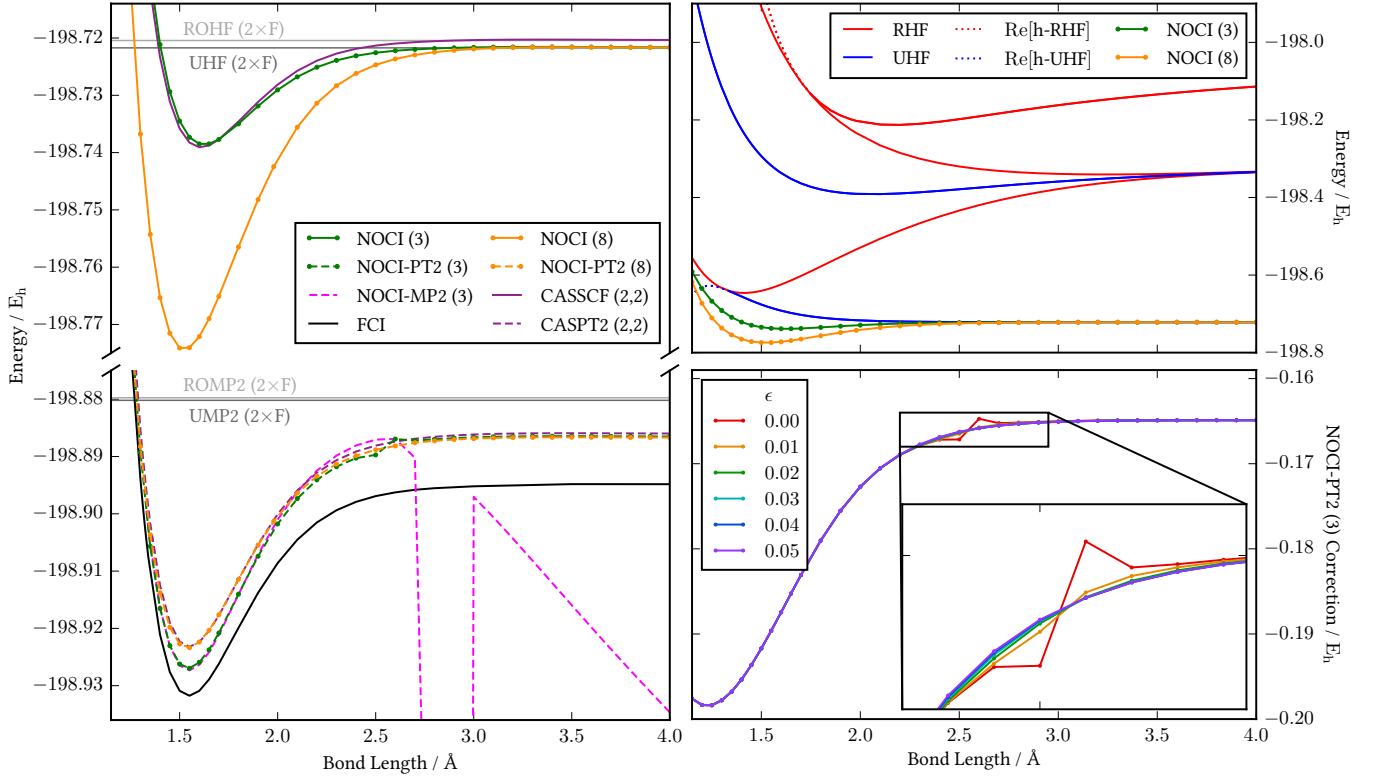 −198.72
−198.73
−198.74
−198.75
−198.76
−198.77
−198.88
−198.89
−198.90
−198.91
−198.92
−198.93
Energy / E_h
ROHF (2×F)
UHF (2×F)
NOCI (3)
NOCI-PT2 (3)
NOCI-MP2 (3)
FCI
NOCI (8)
NOCI-PT2 (8)
CASSCF (2,2)
CASPT2 (2,2)
ROMP2 (2×F)
UMP2 (2×F)
1.5
2.0
2.5
3.0
3.5
4.0
Bond Length / Å
RHF
UHF
Re[h-RHF]
Re[h-UHF]
NOCI (3)
NOCI (8)
−198.0
−198.2
−198.4
−198.6
−198.8
Energy / E_h
ϵ
0.00
0.01
0.02
0.03
0.04
0.05
−0.16
−0.17
−0.18
−0.19
−0.20
NOCI-PT2 (3) Correction / E_h
1.5
2.0
2.5
3.0
3.5
4.0
Bond Length / Å